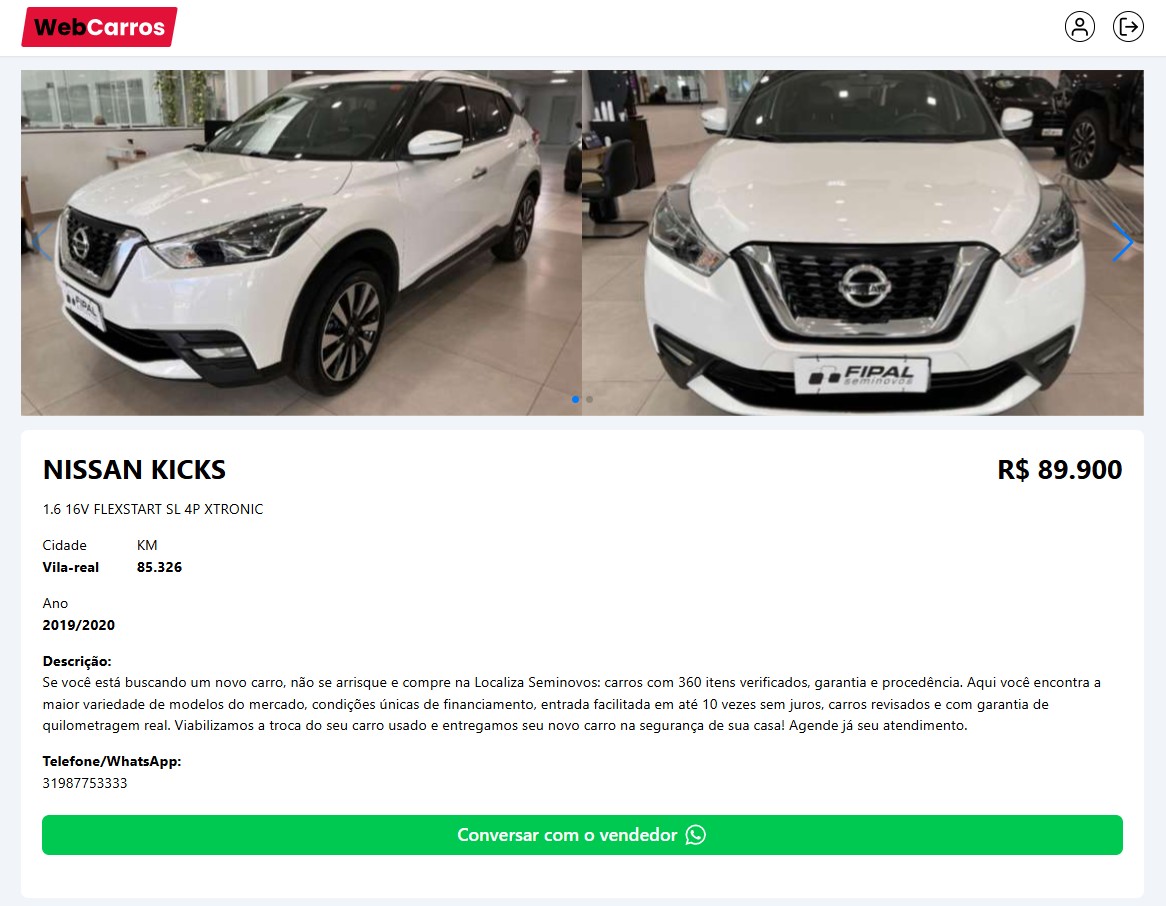 WebCarros
FIPAL
NISSAN
FIPAL
seminovos
NISSAN KICKS
R$ 89.900
1.6 16V FLEXSTART SL 4P XTRONIC
Cidade KM
Vila-real 85.326
Ano
2019/2020
Descrição:
Se você está buscando um novo carro, não se arrisque e compre na Localiza Seminovos: carros com 360 itens verificados, garantia e procedência. Aqui você encontra a
maior variedade de modelos do mercado, condições únicas de financiamento, entrada facilitada em até 10 vezes sem juros, carros revisados e com garantia de
quilometragem real. Viabilizamos a troca do seu carro usado e entregamos seu novo carro na segurança de sua casa! Agende já seu atendimento.
Telefone/WhatsApp:
31987753333
Conversar com o vendedor